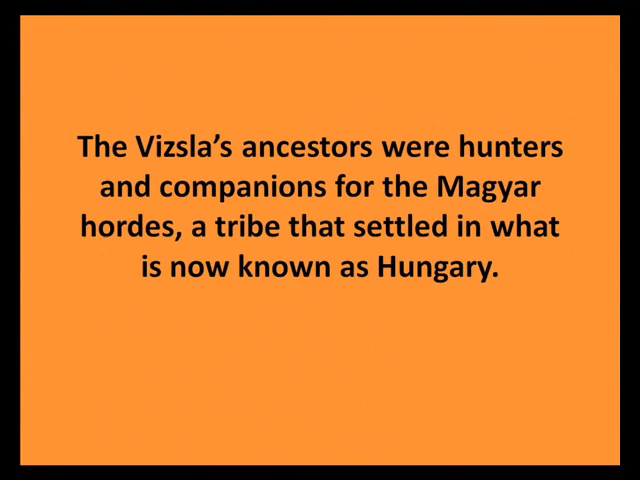 The Vizsla’s ancestors were hunters
and companions for the Magyar
hordes, a tribe that settled in what
is now known as Hungary.